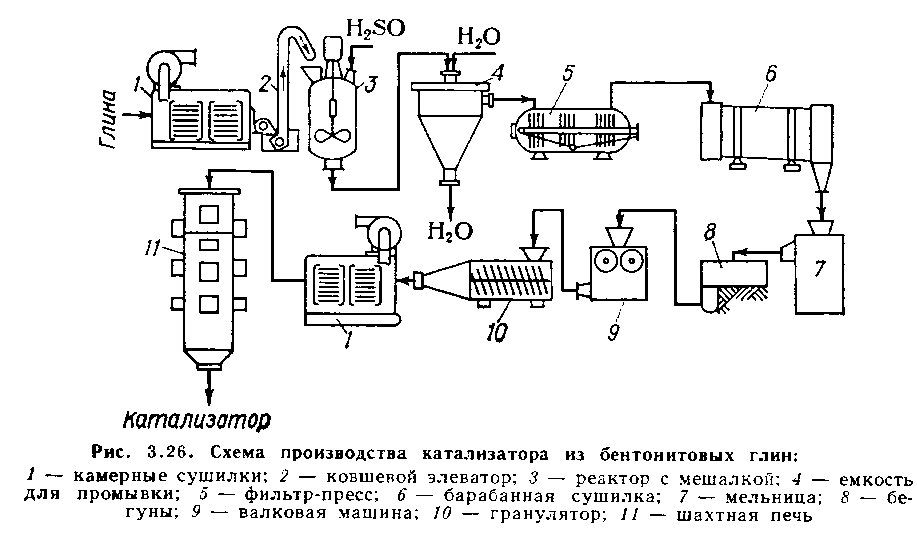 H₂SO
H₂O
1
2
3
4
5
6
Глина
H₂O
11
1
10
9
8
7
Катализатор
Рис. 3.26. Схема производства катализатора из бентонитовых глин:
1 — камерные сушилки; 2 — ковшевой элеватор; 3 — реактор с мешалкой; 4 — емкость
для промывки; 5 — фильтр-пресс; 6 — барабанная сушилка; 7 — мельница; 8 — бе-
гуны; 9 — валковая машина; 10 — гранулятор; 11 — шахтная печь